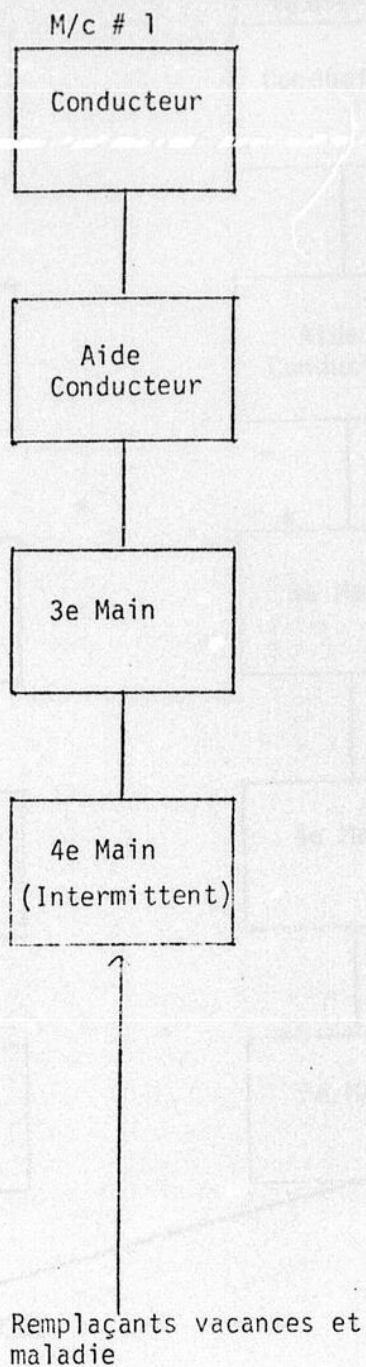 M/c # 1
Conducteur
Aide
Conducteur
3e Main
4e Main
(Intermittent)
Remplaçants vacances et
maladie